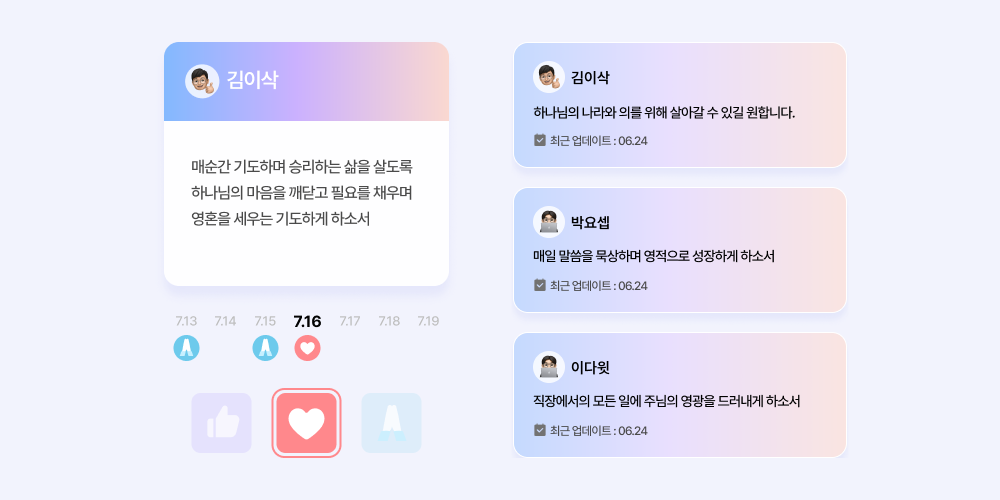 김이삭
매순간 기도하며 승리하는 삶을 살도록
하나님의 마음을 깨닫고 필요를 채우며
영혼을 세우는 기도하게 하소서
7.13 7.14 7.15 7.16 7.17 7.18 7.19
김이삭
하나님의 나라와 의를 위해 살아갈 수 있길 원합니다.
최근 업데이트 : 06.24
박요셉
매일 말씀을 묵상하며 영적으로 성장하게 하소서
최근 업데이트 : 06.24
이다윗
직장에서의 모든 일에 주님의 영광을 드러내게 하소서
최근 업데이트 : 06.24